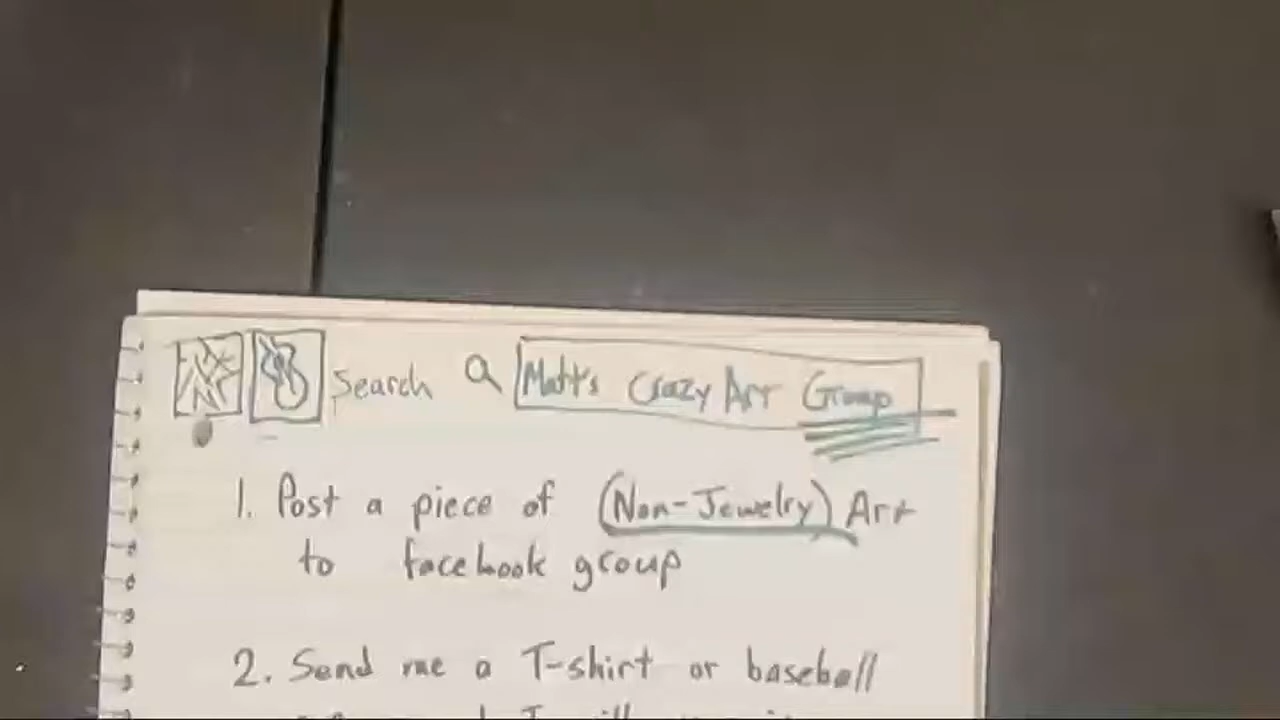 Search Matt's Crazy Art Group
1. Post a piece of (Non-Jewelry) Art
to facebook group
2. Send me a T-shirt or baseball